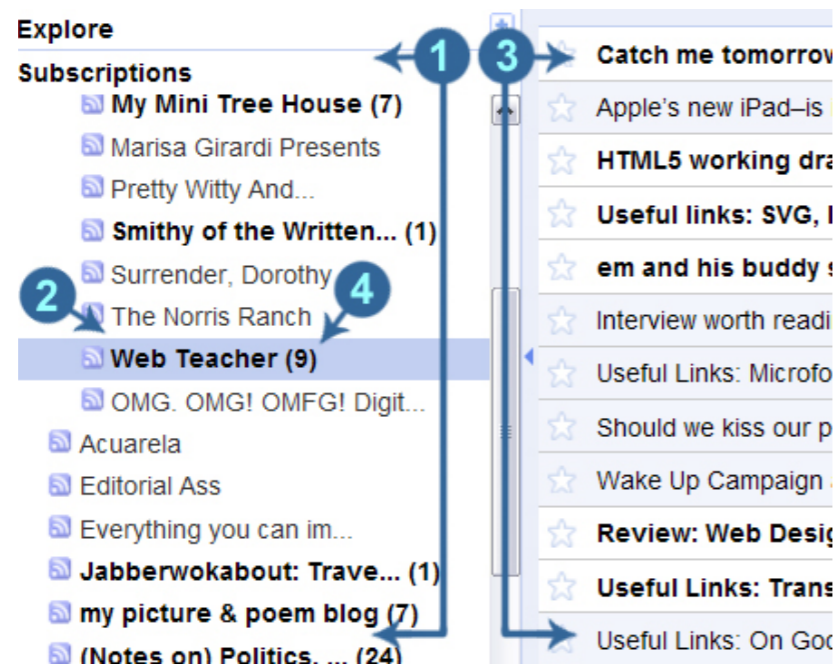 Explore
Subscriptions
My Mini Tree House (7)
Marisa Girardi Presents
Pretty Witty And...
Smithy of the Written... (1)
Surrender, Dorothy
The Norris Ranch
Web Teacher (9)
OMG. OMG! OMFG! Digit...
Acuarela
Editorial Ass
Everything you can im...
Jabberwokabout: Trave... (1)
my picture & poem blog (7)
(Notes on) Politics, ... (24)
1
2
3
4
Catch me tomorrow
Apple's new iPad–is
HTML5 working dra
Useful links: SVG,
em and his buddy
Interview worth readi
Useful Links: Microfo
Should we kiss our p
Wake Up Campaign
Review: Web Desig
Useful Links: Trans
Useful Links: On Goo